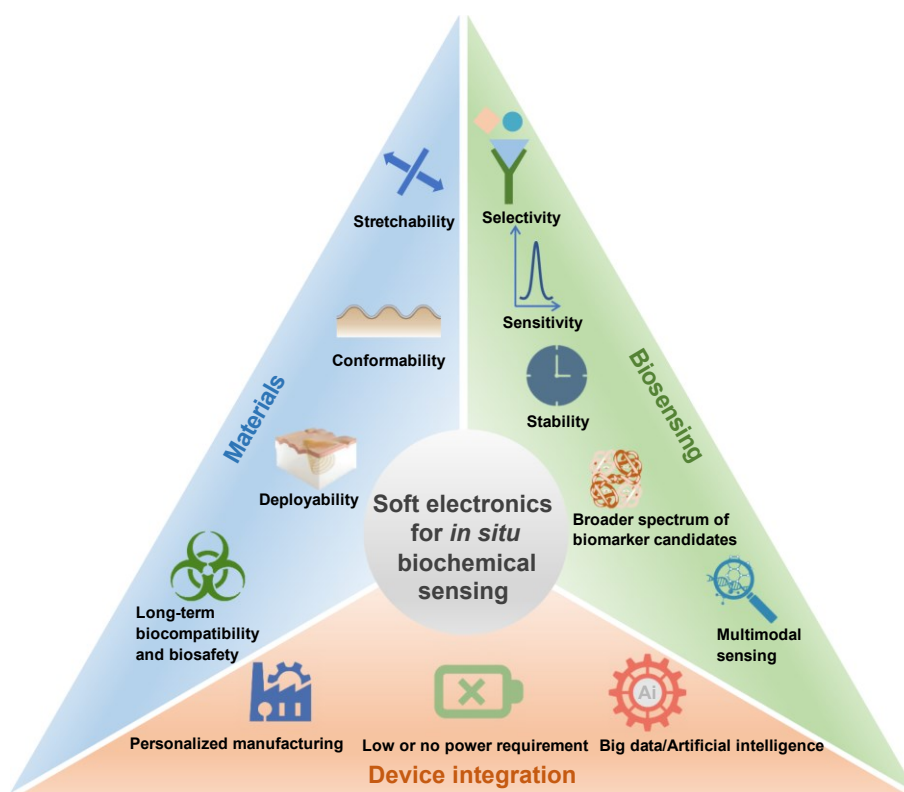 Stretchability
Conformability
Deployability
Long-term
biocompatibility
and biosafety
Materials
Selectivity
Sensitivity
Stability
Broader spectrum of
biomarker candidates
Multimodal
sensing
Biosensing
Soft electronics
for in situ
biochemical
sensing
Ai
Personalized manufacturing
Low or no power requirement
Big data/Artificial intelligence
Device integration